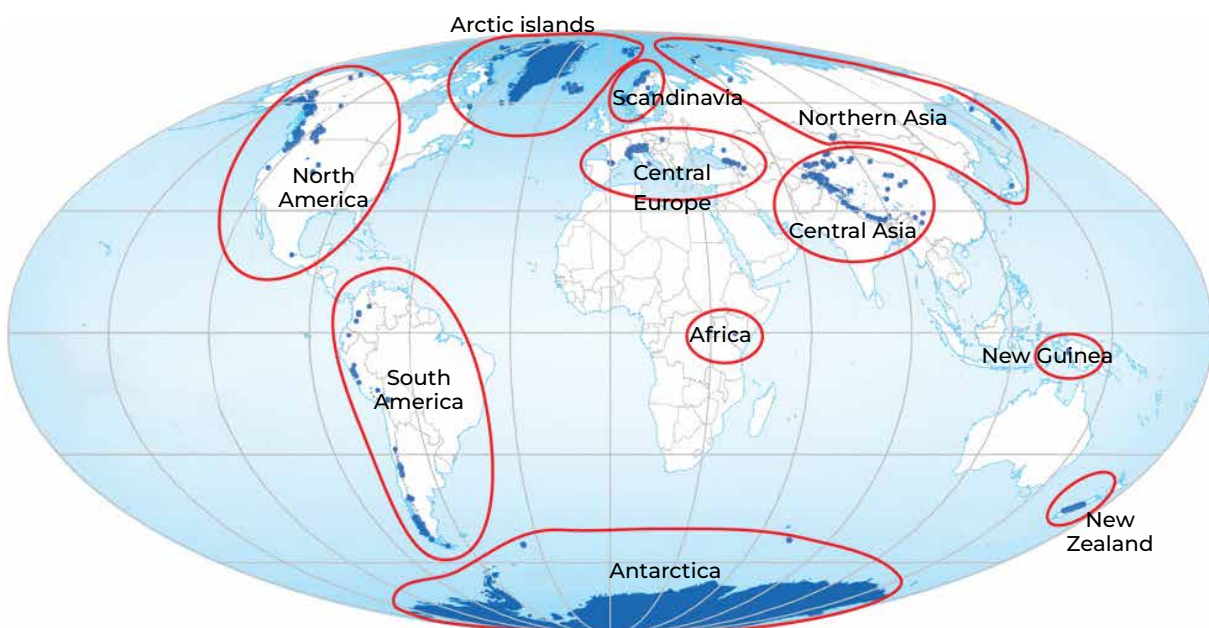 Arctic islands
Scandinavia
Northern Asia
North
America
Central
Europe
Central Asia
Africa
New Guinea
South
America
New
Zealand
Antarctica